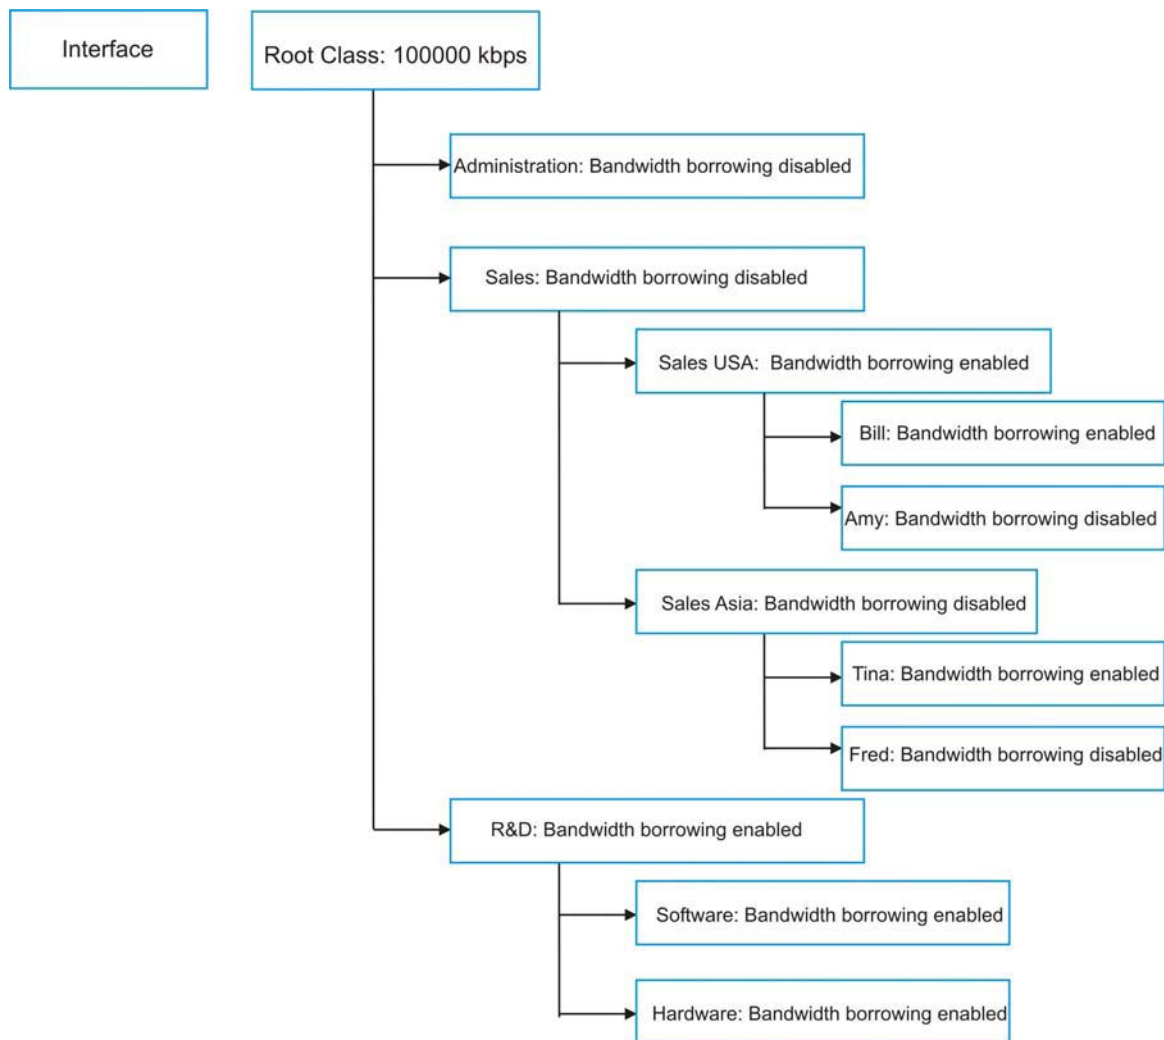 Interface
Root Class: 100000 kbps
Administration: Bandwidth borrowing disabled
Sales: Bandwidth borrowing disabled
Sales USA:  Bandwidth borrowing enabled
Bill: Bandwidth borrowing enabled
Amy: Bandwidth borrowing disabled
Sales Asia: Bandwidth borrowing disabled
Tina: Bandwidth borrowing enabled
Fred: Bandwidth borrowing disabled
R&D: Bandwidth borrowing enabled
Software: Bandwidth borrowing enabled
Hardware: Bandwidth borrowing enabled